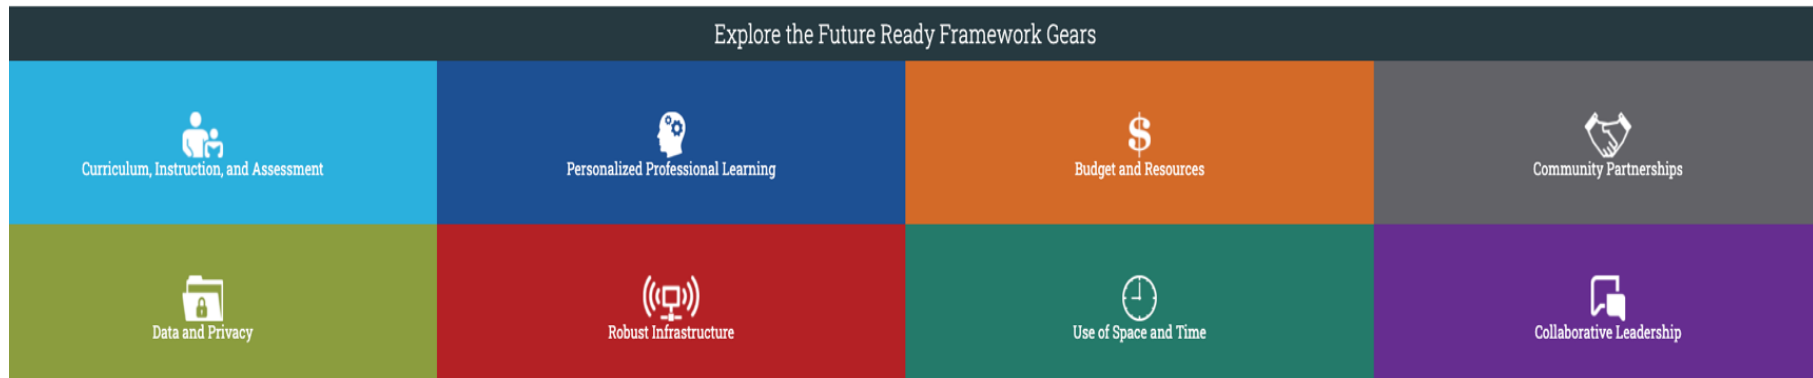 Explore the Future Ready Framework Gears
Curriculum, Instruction, and Assessment
Personalized Professional Learning
$
Budget and Resources
Community Partnerships
Data and Privacy
Robust Infrastructure
Use of Space and Time
Collaborative Leadership